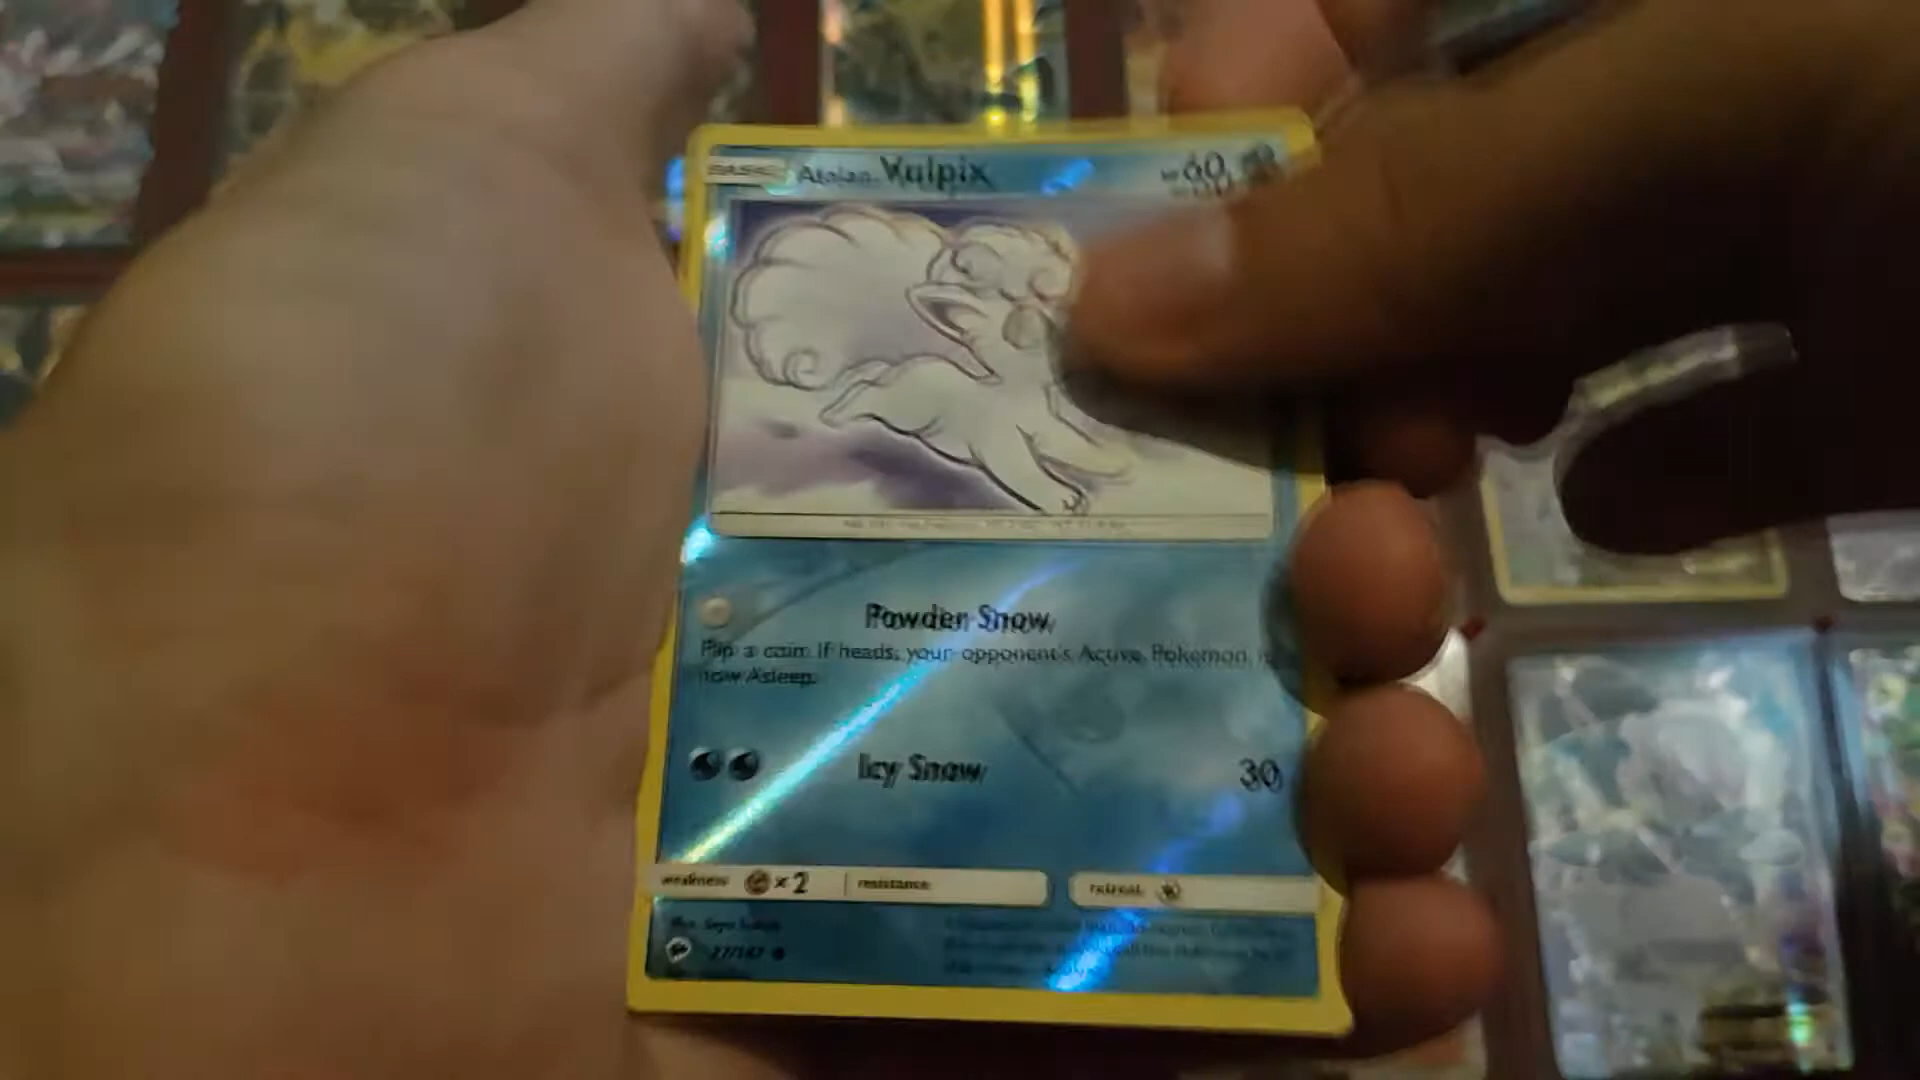 BASIC Alolan Vulpix HP 60
Powder Snow
Flip a coin. If heads, your opponent's Active Pokémon is
now Asleep.
Icy Snow 30
weakness ×2 resistance retreat
27/147